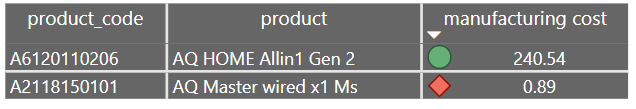 product_code product manufacturing cost
A6120110206 AQ HOME Allin1 Gen 2 240.54
A2118150101 AQ Master wired x1 Ms 0.89